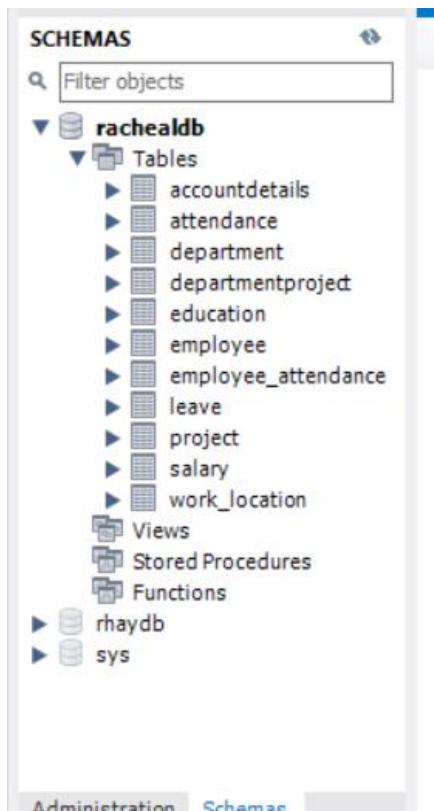 SCHEMAS
Filter objects
rachealdb
Tables
accountdetails
attendance
department
departmentproject
education
employee
employee_attendance
leave
project
salary
work_location
Views
Stored Procedures
Functions
rhaydb
sys
Administration Schemas